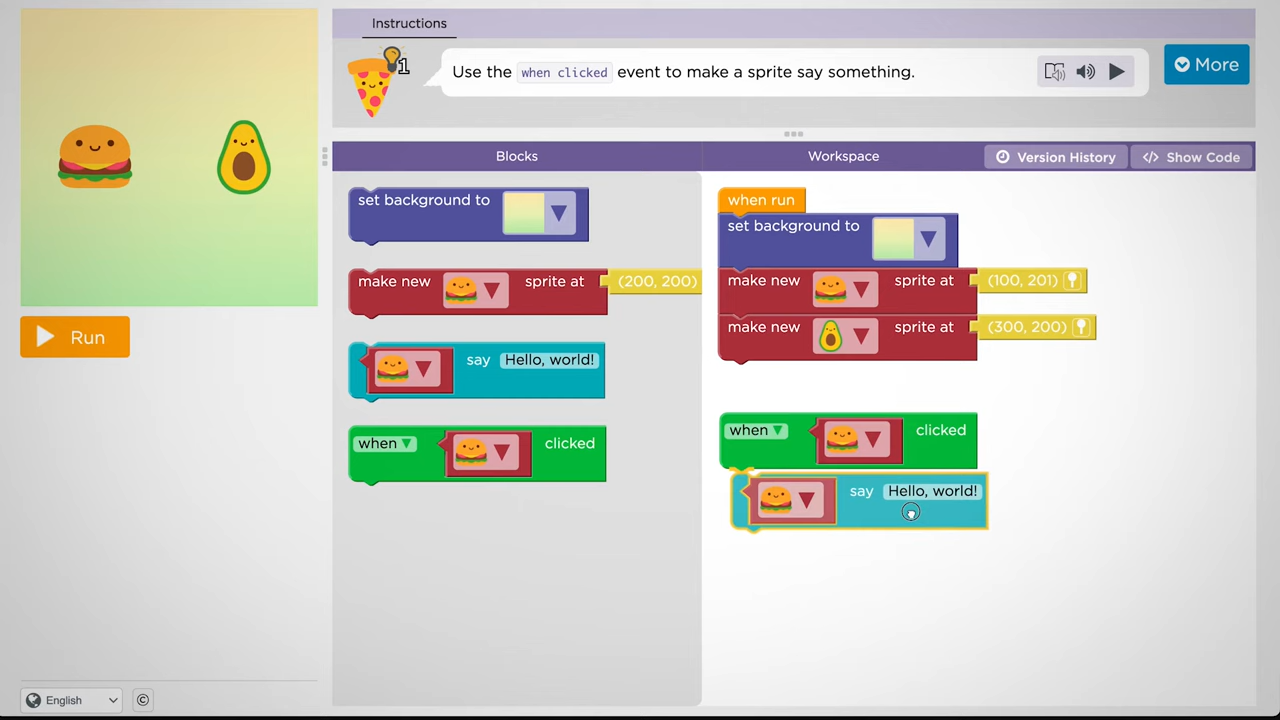 Instructions
1
Use the when clicked event to make a sprite say something.
More
Blocks
Workspace
Version History
</> Show Code
set background to
make new sprite at (200, 200)
say Hello, world!
when clicked
when run
set background to
make new sprite at (100, 201)
make new sprite at (300, 200)
when clicked
say Hello, world!
Run
English
©